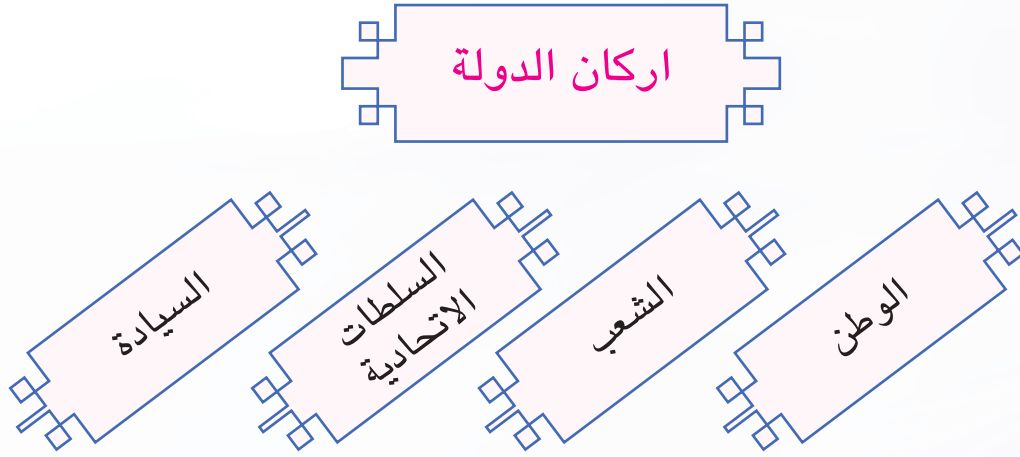 اركان الدولة
الوطن
الشعب
السلطات
الاتحادية
السيادة